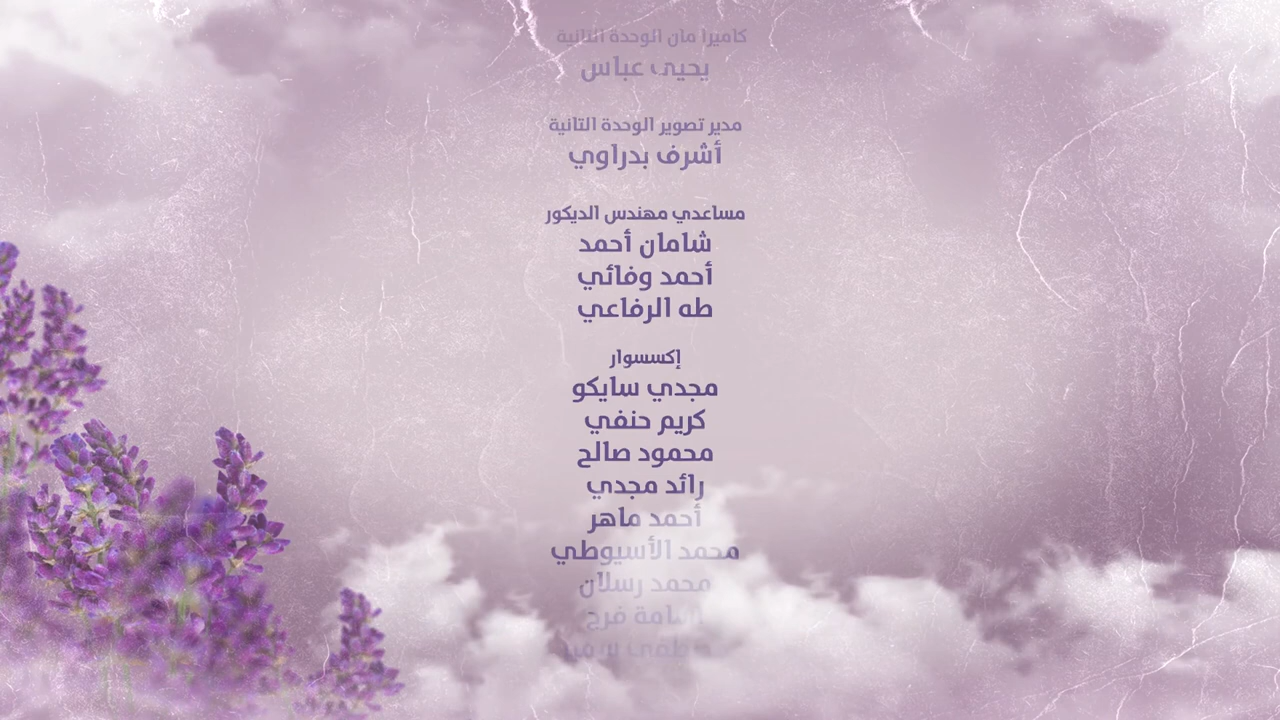 كاميرا مان الوحدة الثانية
يحيى عباس
مدير تصوير الوحدة الثانية
أشرف بدراوي
مساعدي مهندس الديكور
شامان أحمد
أحمد وفائي
طه الرفاعي
إكسسوار
مجدي سايكو
كريم حنفي
محمود صالح
رائد مجدي
أحمد ماهر
محمد الأسيوطي
محمد رسلان
فرج